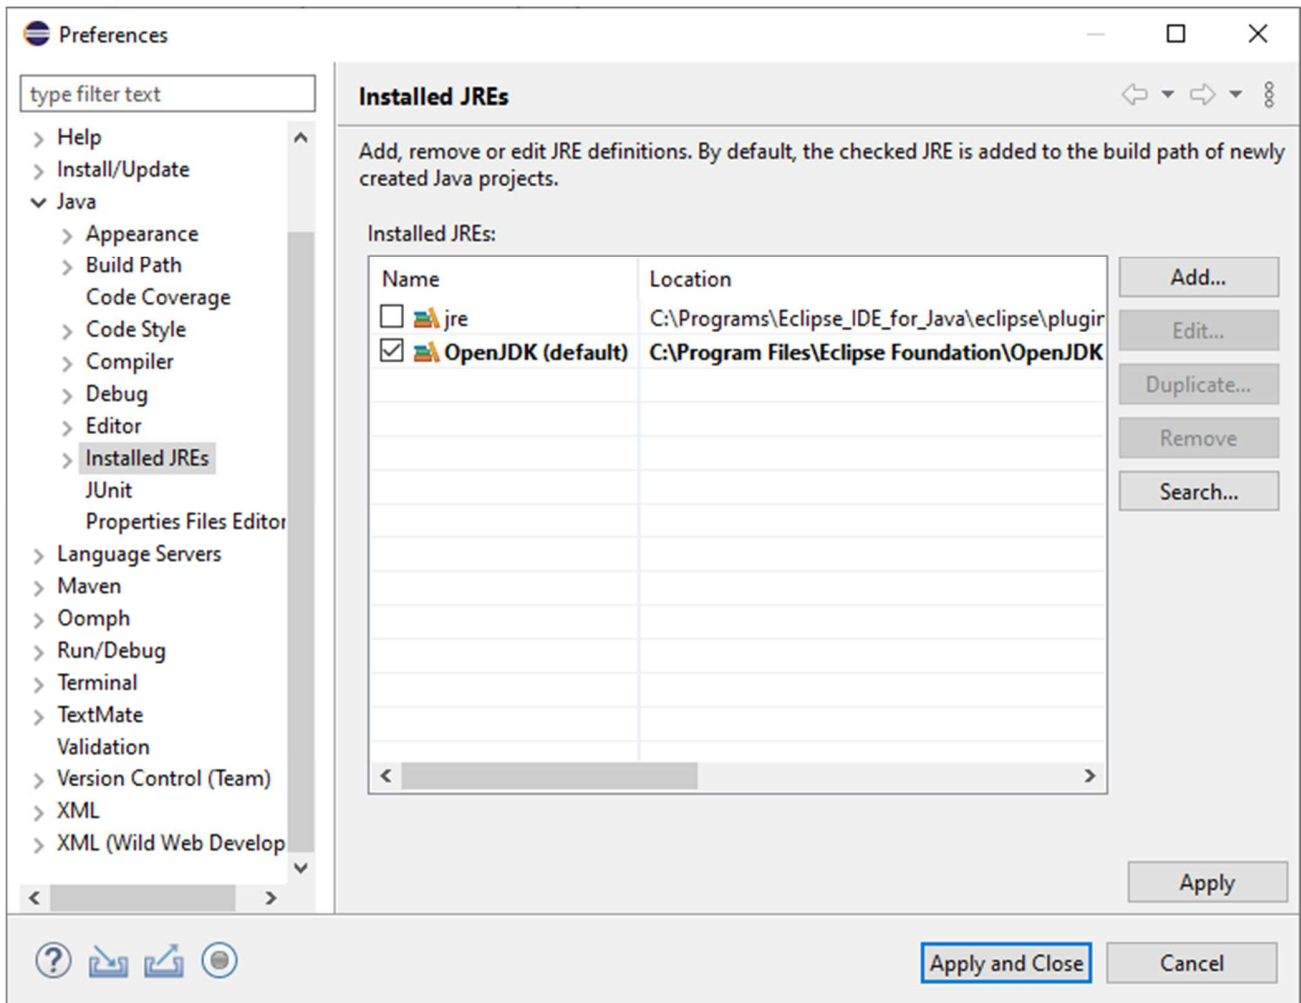 Preferences
type filter text
Help
Install/Update
Java
Appearance
Build Path
Code Coverage
Code Style
Compiler
Debug
Editor
Installed JREs
JUnit
Properties Files Editor
Language Servers
Maven
Oomph
Run/Debug
Terminal
TextMate
Validation
Version Control (Team)
XML
XML (Wild Web Develop
Installed JREs
Add, remove or edit JRE definitions. By default, the checked JRE is added to the build path of newly
created Java projects.
Installed JREs:
Name Location
jre C:\Programs\Eclipse_IDE_for_Java\eclipse\plugin
OpenJDK (default) C:\Program Files\Eclipse Foundation\OpenJDK
Add...
Edit...
Duplicate...
Remove
Search...
Apply
Apply and Close
Cancel